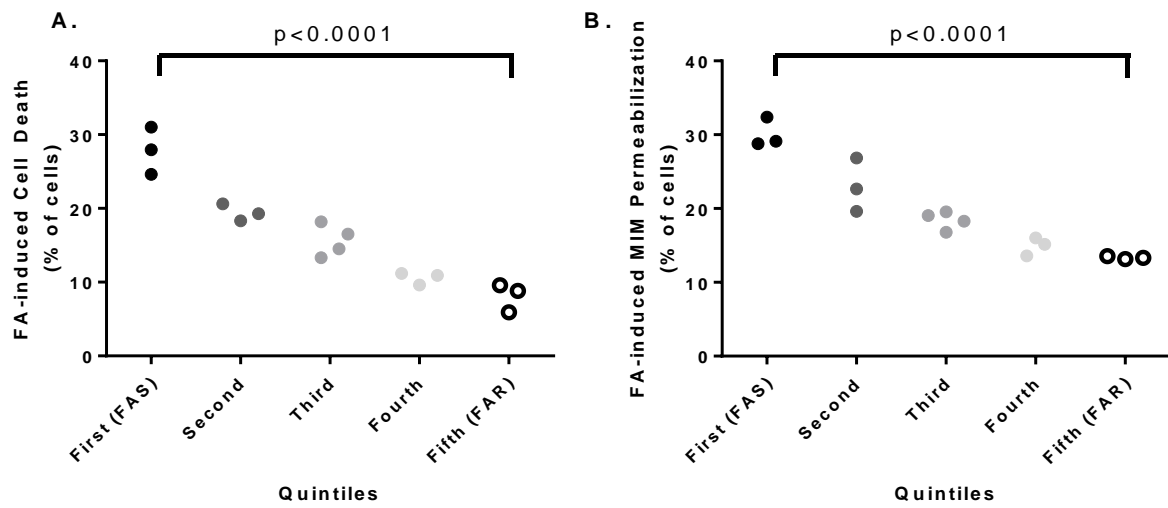 A.
p<0.0001
FA-induced Cell Death
(% of cells)
40
30
20
10
0
First (FAS)
Second
Third
Fourth
Fifth (FAR)
Quintiles
B.
p<0.0001
FA-induced MIM Permeabilization
(% of cells)
40
30
20
10
0
First (FAS)
Second
Third
Fourth
Fifth (FAR)
Quintiles